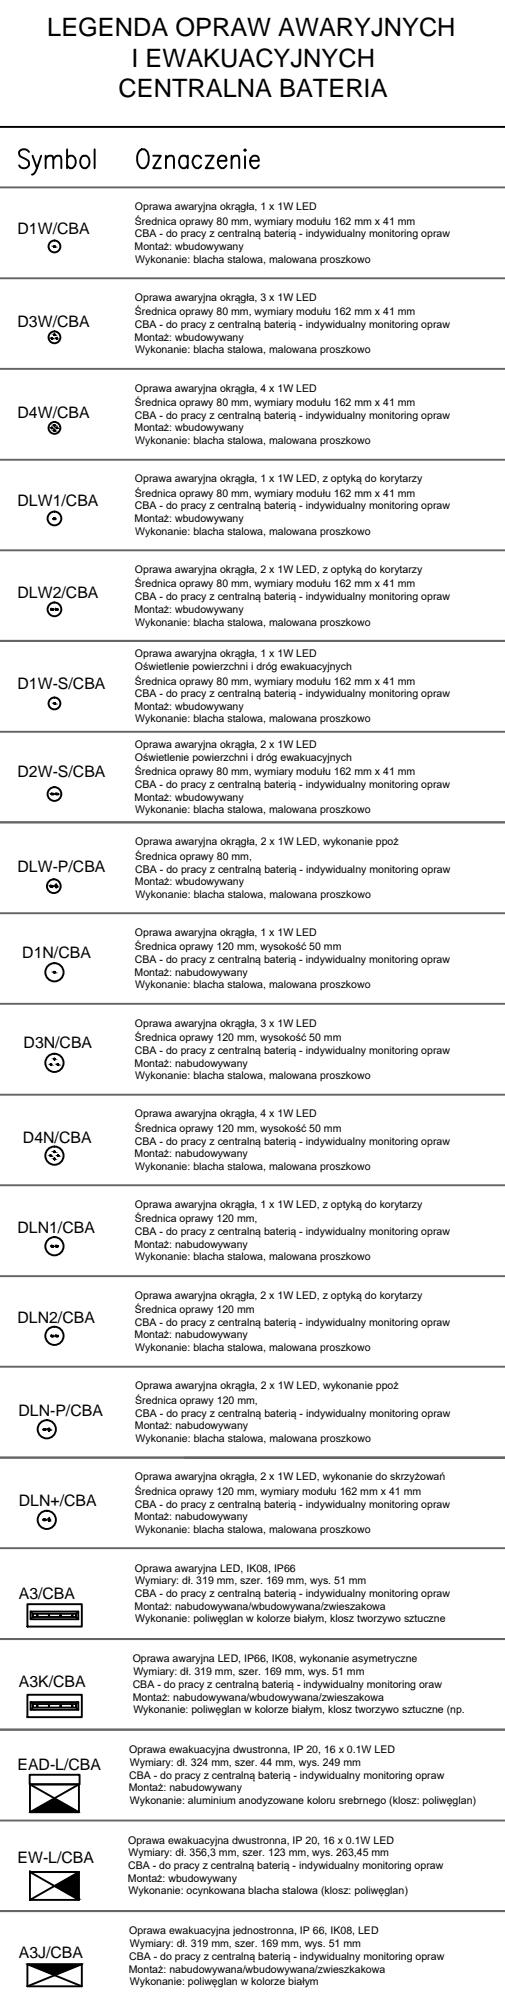 LEGENDA OPRAW AWARYJNYCH
I EWAKUACYJNYCH
CENTRALNA BATERIA
Symbol Oznaczenie
D1W/CBA
Oprawa awaryjna okrągła, 1 x 1W LED
Średnica oprawy 80 mm, wymiary modułu 162 mm x 41 mm
CBA - do pracy z centralną baterią - indywidualny monitoring opraw
Montaż: wbudowywany
Wykonanie: blacha stalowa, malowana proszkowo
D3W/CBA
Oprawa awaryjna okrągła, 3 x 1W LED
Średnica oprawy 80 mm, wymiary modułu 162 mm x 41 mm
CBA - do pracy z centralną baterią - indywidualny monitoring opraw
Montaż: wbudowywany
Wykonanie: blacha stalowa, malowana proszkowo
D4W/CBA
Oprawa awaryjna okrągła, 4 x 1W LED
Średnica oprawy 80 mm, wymiary modułu 162 mm x 41 mm
CBA - do pracy z centralną baterią - indywidualny monitoring opraw
Montaż: wbudowywany
Wykonanie: blacha stalowa, malowana proszkowo
DLW1/CBA
Oprawa awaryjna okrągła, 1 x 1W LED, z optyką do korytarzy
Średnica oprawy 80 mm, wymiary modułu 162 mm x 41 mm
CBA - do pracy z centralną baterią - indywidualny monitoring opraw
Montaż: wbudowywany
Wykonanie: blacha stalowa, malowana proszkowo
DLW2/CBA
Oprawa awaryjna okrągła, 2 x 1W LED, z optyką do korytarzy
Średnica oprawy 80 mm, wymiary modułu 162 mm x 41 mm
CBA - do pracy z centralną baterią - indywidualny monitoring opraw
Montaż: wbudowywany
Wykonanie: blacha stalowa, malowana proszkowo
D1W-S/CBA
Oprawa awaryjna okrągła, 1 x 1W LED
Oświetlenie powierzchni i dróg ewakuacyjnych
Średnica oprawy 80 mm, wymiary modułu 162 mm x 41 mm
CBA - do pracy z centralną baterią - indywidualny monitoring opraw
Montaż: wbudowywany
Wykonanie: blacha stalowa, malowana proszkowo
D2W-S/CBA
Oprawa awaryjna okrągła, 2 x 1W LED
Oświetlenie powierzchni i dróg ewakuacyjnych
Średnica oprawy 80 mm, wymiary modułu 162 mm x 41 mm
CBA - do pracy z centralną baterią - indywidualny monitoring opraw
Montaż: wbudowywany
Wykonanie: blacha stalowa, malowana proszkowo
DLW-P/CBA
Oprawa awaryjna okrągła, 2 x 1W LED, wykonanie ppoż
Średnica oprawy 80 mm,
CBA - do pracy z centralną baterią - indywidualny monitoring opraw
Montaż: wbudowywany
Wykonanie: blacha stalowa, malowana proszkowo
D1N/CBA
Oprawa awaryjna okrągła, 1 x 1W LED
Średnica oprawy 120 mm, wysokość 50 mm
CBA - do pracy z centralną baterią - indywidualny monitoring opraw
Montaż: nabudowywany
Wykonanie: blacha stalowa, malowana proszkowo
D3N/CBA
Oprawa awaryjna okrągła, 3 x 1W LED
Średnica oprawy 120 mm, wysokość 50 mm
CBA - do pracy z centralną baterią - indywidualny monitoring opraw
Montaż: nabudowywany
Wykonanie: blacha stalowa, malowana proszkowo
D4N/CBA
Oprawa awaryjna okrągła, 4 x 1W LED
Średnica oprawy 120 mm, wysokość 50 mm
CBA - do pracy z centralną baterią - indywidualny monitoring opraw
Montaż: nabudowywany
Wykonanie: blacha stalowa, malowana proszkowo
DLN1/CBA
Oprawa awaryjna okrągła, 1 x 1W LED, z optyką do korytarzy
Średnica oprawy 120 mm,
CBA - do pracy z centralną baterią - indywidualny monitoring opraw
Montaż: nabudowywany
Wykonanie: blacha stalowa, malowana proszkowo
DLN2/CBA
Oprawa awaryjna okrągła, 2 x 1W LED, z optyką do korytarzy
Średnica oprawy 120 mm
CBA - do pracy z centralną baterią - indywidualny monitoring opraw
Montaż: nabudowywany
Wykonanie: blacha stalowa, malowana proszkowo
DLN-P/CBA
Oprawa awaryjna okrągła, 2 x 1W LED, wykonanie ppoż
Średnica oprawy 120 mm,
CBA - do pracy z centralną baterią - indywidualny monitoring opraw
Montaż: nabudowywany
Wykonanie: blacha stalowa, malowana proszkowo
DLN+/CBA
Oprawa awaryjna okrągła, 2 x 1W LED, wykonanie do skrzyżowań
Średnica oprawy 120 mm, wymiary modułu 162 mm x 41 mm
CBA - do pracy z centralną baterią - indywidualny monitoring opraw
Montaż: nabudowywany
Wykonanie: blacha stalowa, malowana proszkowo
A3/CBA
Oprawa awaryjna LED, IK08, IP66
Wymiary: dł. 319 mm, szer. 169 mm, wys. 51 mm
CBA - do pracy z centralną baterią - indywidualny monitoring opraw
Montaż: nabudowywana/wbudowywana/zwieszakowa
Wykonanie: poliwęglan w kolorze białym, klosz tworzywo sztuczne
A3K/CBA
Oprawa awaryjna LED, IP66, IK08, wykonanie asymetryczne
Wymiary: dł. 319 mm, szer. 169 mm, wys. 51 mm
CBA - do pracy z centralną baterią - indywidualny monitoring oraw
Montaż: nabudowywana/wbudowywana/zwieszakowa
Wykonanie: poliwęglan w kolorze białym, klosz tworzywo sztuczne (np.
EAD-L/CBA
Oprawa ewakuacyjna dwustronna, IP 20, 16 x 0.1W LED
Wymiary: dł. 324 mm, szer. 44 mm, wys. 249 mm
CBA - do pracy z centralną baterią - indywidualny monitoring opraw
Montaż: nabudowywany
Wykonanie: aluminium anodyzowane koloru srebrnego (klosz: poliwęglan)
EW-L/CBA
Oprawa ewakuacyjna dwustronna, IP 20, 16 x 0.1W LED
Wymiary: dł. 356,3 mm, szer. 123 mm, wys. 263,45 mm
CBA - do pracy z centralną baterią - indywidualny monitoring opraw
Montaż: wbudowywany
Wykonanie: ocynkowana blacha stalowa (klosz: poliwęglan)
A3J/CBA
Oprawa ewakuacyjna jednostronna, IP 66, IK08, LED
Wymiary: dł. 319 mm, szer. 169 mm, wys. 51 mm
CBA - do pracy z centralną baterią - indywidualny monitoring opraw
Montaż: nabudowywana/wbudowywana/zwieszkakowa
Wykonanie: poliwęglan w kolorze białym